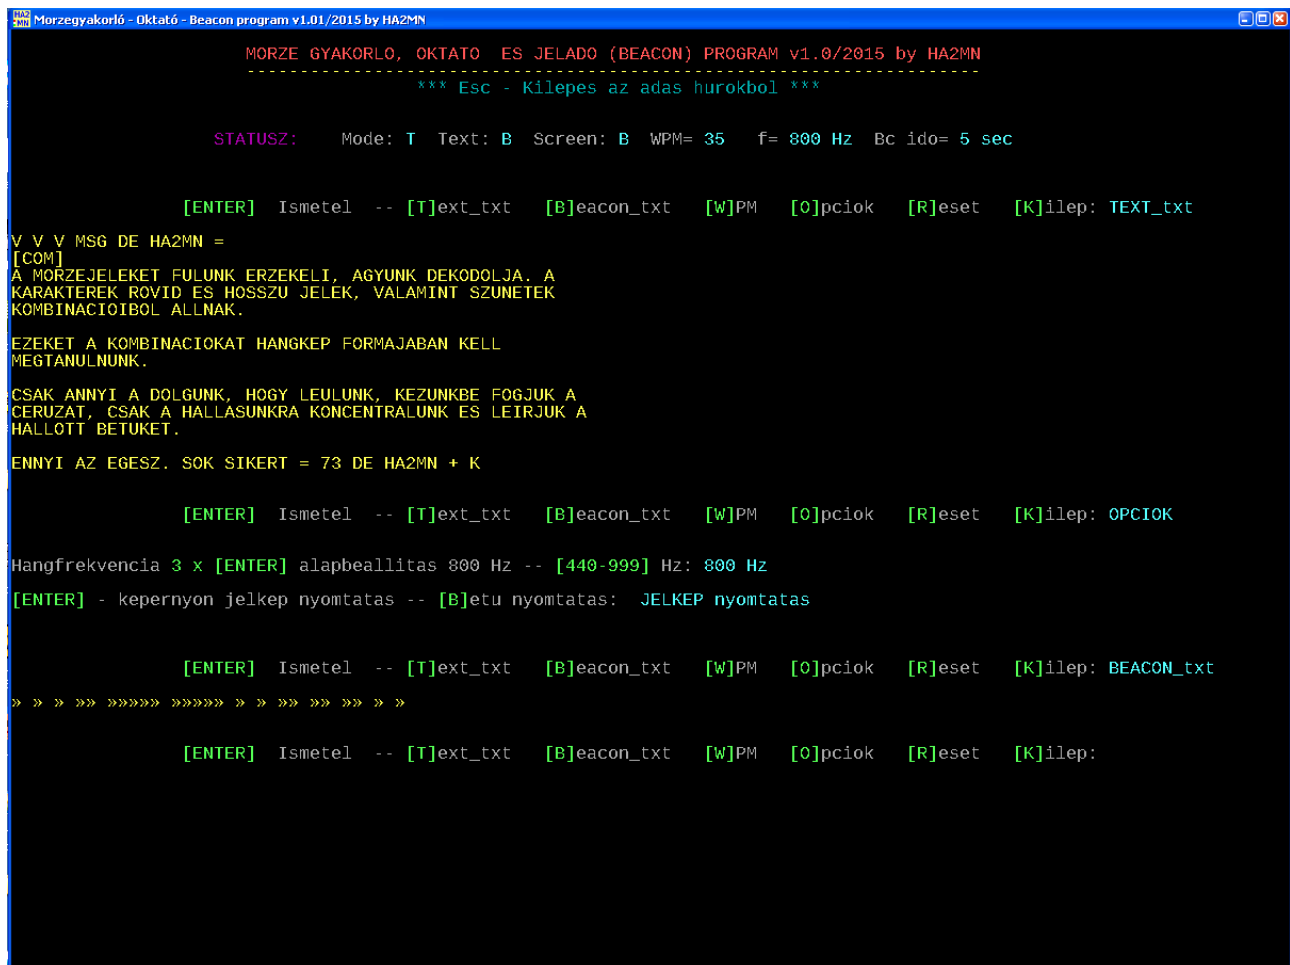 HA2 MN Morzegyakorló - Oktató - Beacon program v1.01/2015 by HA2MN
MORZE GYAKORLO, OKTATO  ES JELADO (BEACON) PROGRAM v1.0/2015 by HA2MN
---------------------------------------------------------------------
*** Esc - Kilepes az adas hurokbol ***
STATUSZ:    Mode: T  Text: B  Screen: B  WPM= 35   f= 800 Hz  Bc ido= 5 sec
[ENTER]  Ismetel  -- [T]ext_txt   [B]eacon_txt   [W]PM   [O]pciok   [R]eset   [K]ilep: TEXT_txt
V V V MSG DE HA2MN =
[COM]
A MORZEJELEKET FULUNK ERZEKELI, AGYUNK DEKODOLJA. A
KARAKTEREK ROVID ES HOSSZU JELEK, VALAMINT SZUNETEK
KOMBINACIOIBOL ALLNAK.
EZEKET A KOMBINACIOKAT HANGKEP FORMAJABAN KELL
MEGTANULNUNK.
CSAK ANNYI A DOLGUNK, HOGY LEULUNK, KEZUNKBE FOGJUK A
CERUZAT, CSAK A HALLASUNKRA KONCENTRALUNK ES LEIRJUK A
HALLOTT BETUKET.
ENNYI AZ EGESZ. SOK SIKERT = 73 DE HA2MN + K
[ENTER]  Ismetel  -- [T]ext_txt   [B]eacon_txt   [W]PM   [O]pciok   [R]eset   [K]ilep: OPCIOK
Hangfrekvencia 3 x [ENTER] alapbeallitas 800 Hz -- [440-999] Hz: 800 Hz
[ENTER] - kepernyon jelkep nyomtatas -- [B]etu nyomtatas:  JELKEP nyomtatas
[ENTER]  Ismetel  -- [T]ext_txt   [B]eacon_txt   [W]PM   [O]pciok   [R]eset   [K]ilep: BEACON_txt
» » » »» »»»»» »»»»» » » »» »» »» » »
[ENTER]  Ismetel  -- [T]ext_txt   [B]eacon_txt   [W]PM   [O]pciok   [R]eset   [K]ilep: